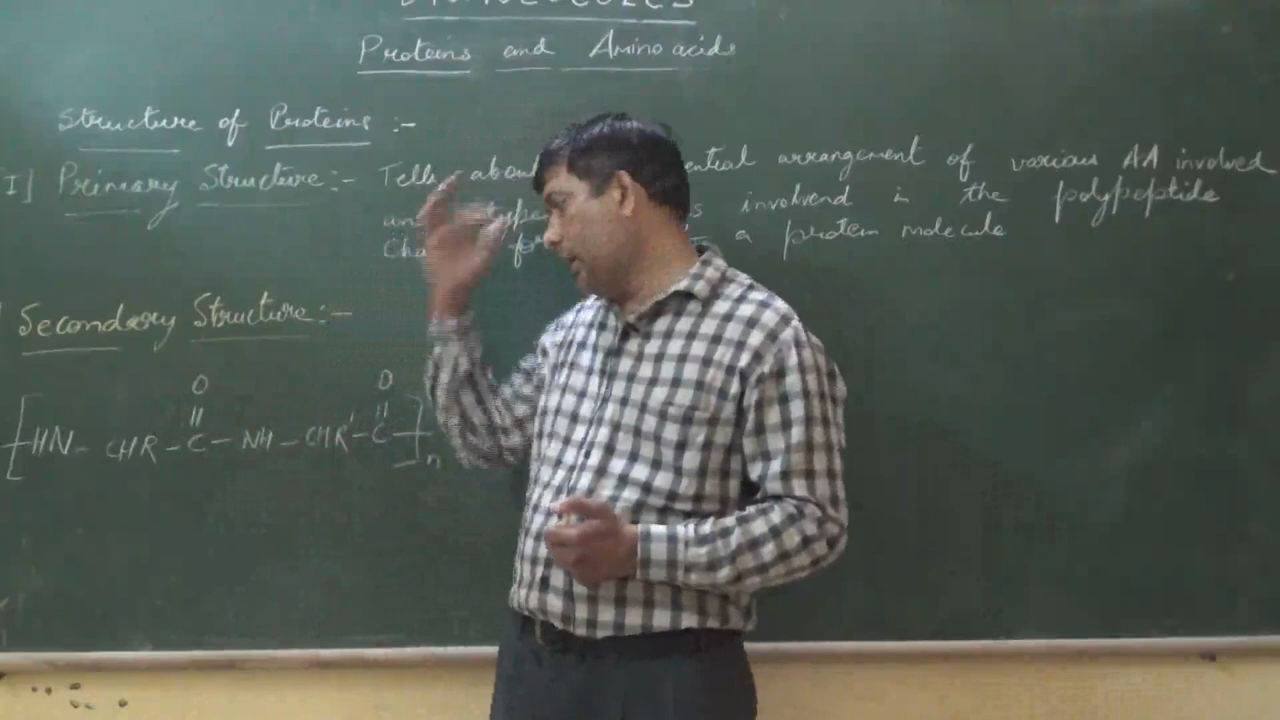 Proteins and Amino acids
Structure of Proteins :-
I] Primary Structure :- Tells about arrangement of various AA involved
involvend in the polypeptide
a protein molecule
Secondary Structure :-
O O
[HN - CHR - C - NH - CHR' - C]n